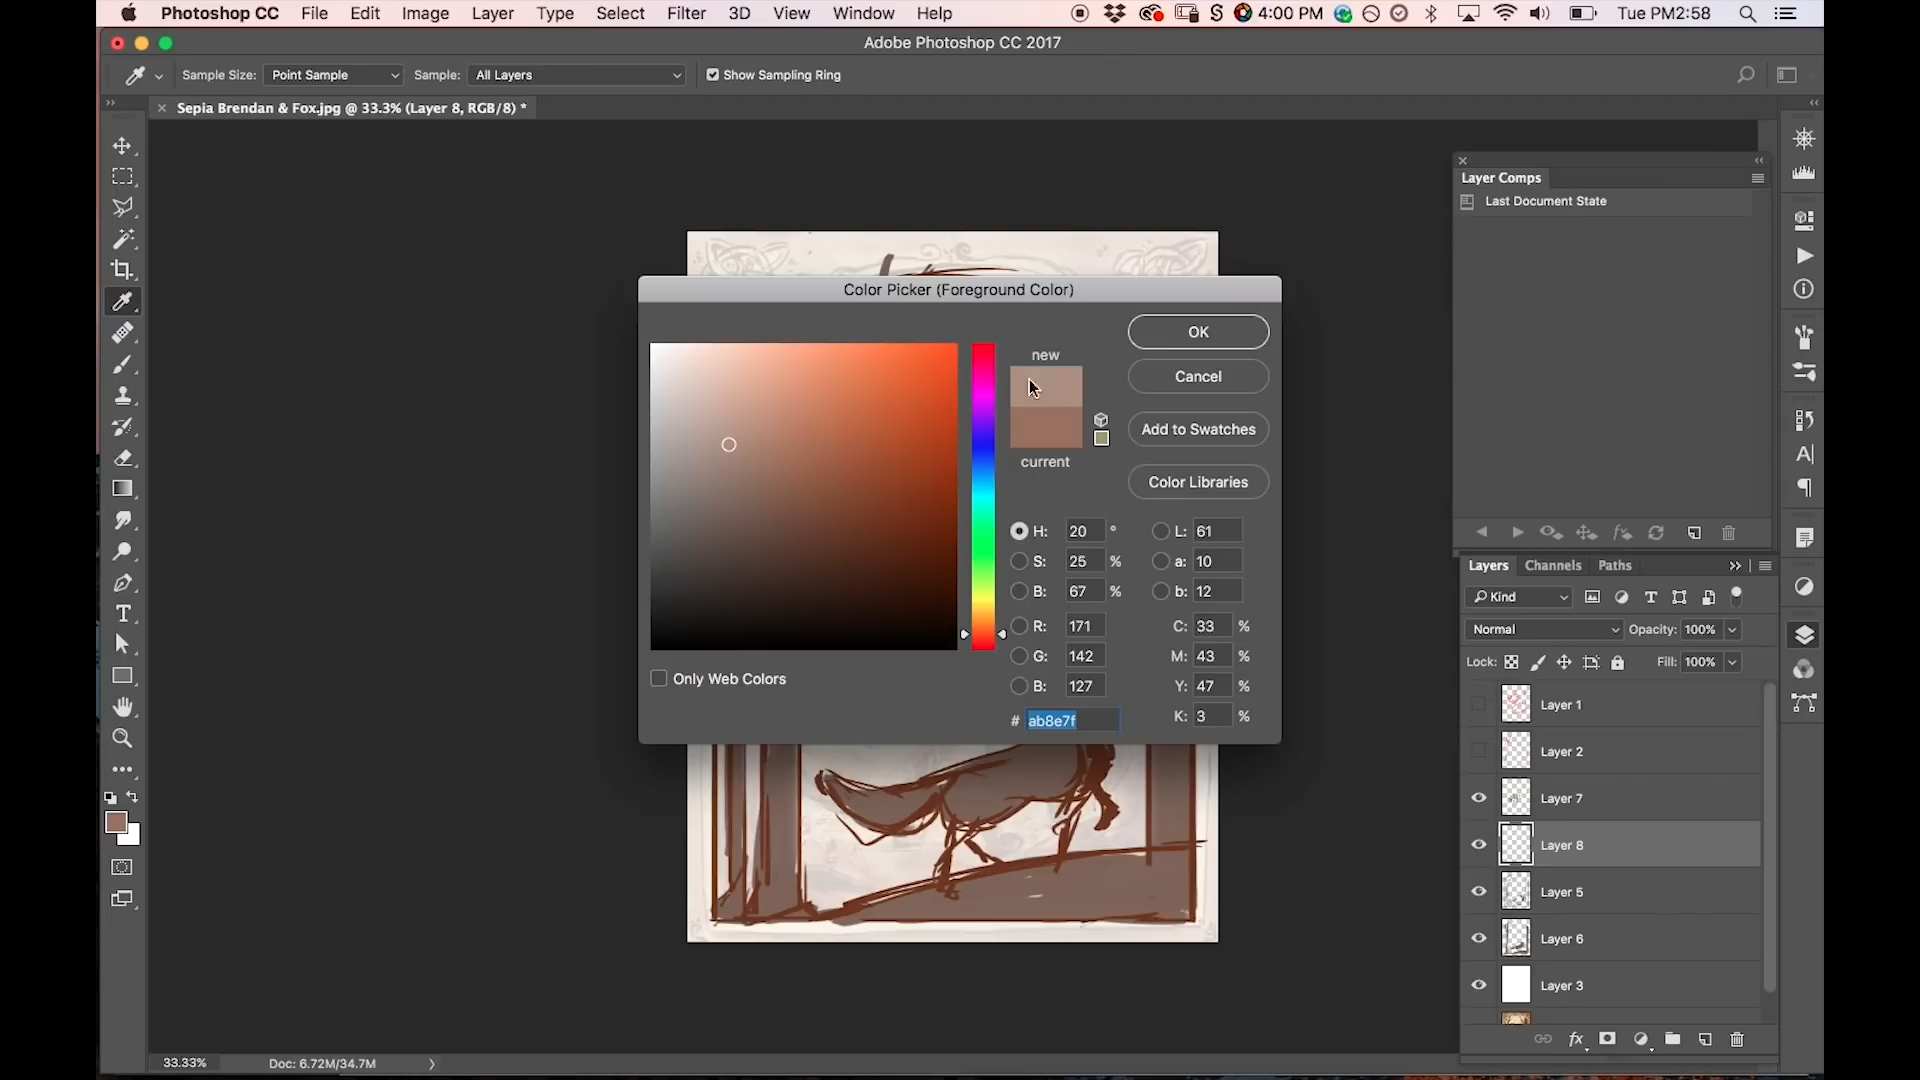 Photoshop CC File Edit Image Layer Type Select Filter 3D View Window Help 4:00 PM Tue PM2:58
Adobe Photoshop CC 2017
Sample Size: Point Sample Sample: All Layers Show Sampling Ring
Sepia Brendan & Fox.jpg @ 33.3% (Layer 8, RGB/8) *
Color Picker (Foreground Color)
new
current
OK
Cancel
Add to Swatches
Color Libraries
H: 20 °
S: 25 %
B: 67 %
R: 171
G: 142
B: 127
# ab8e7f
L: 61
a: 10
b: 12
C: 33 %
M: 43 %
Y: 47 %
K: 3 %
Only Web Colors
Layer Comps
Last Document State
Layers Channels Paths
Kind
Normal Opacity: 100%
Lock: Fill: 100%
Layer 1
Layer 2
Layer 7
Layer 8
Layer 5
Layer 6
Layer 3
33.33% Doc: 6.72M/34.7M